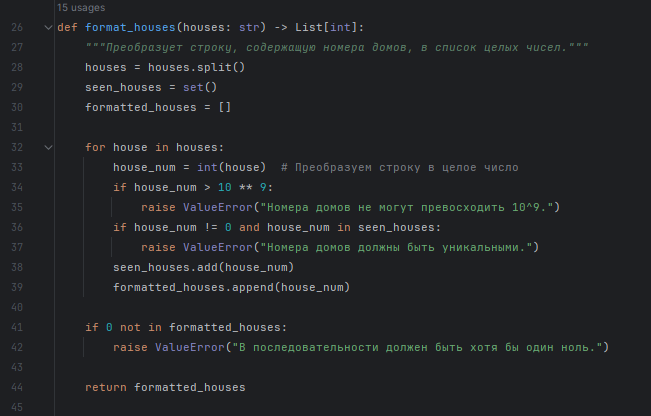 15 usages
26 def format_houses(houses: str) -> List[int]:
27     """Преобразует строку, содержащую номера домов, в список целых чисел."""
28     houses = houses.split()
29     seen_houses = set()
30     formatted_houses = []
31
32     for house in houses:
33         house_num = int(house)  # Преобразуем строку в целое число
34         if house_num > 10 ** 9:
35             raise ValueError("Номера домов не могут превосходить 10^9.")
36         if house_num != 0 and house_num in seen_houses:
37             raise ValueError("Номера домов должны быть уникальными.")
38         seen_houses.add(house_num)
39         formatted_houses.append(house_num)
40
41     if 0 not in formatted_houses:
42         raise ValueError("В последовательности должен быть хотя бы один ноль.")
43
44     return formatted_houses
45